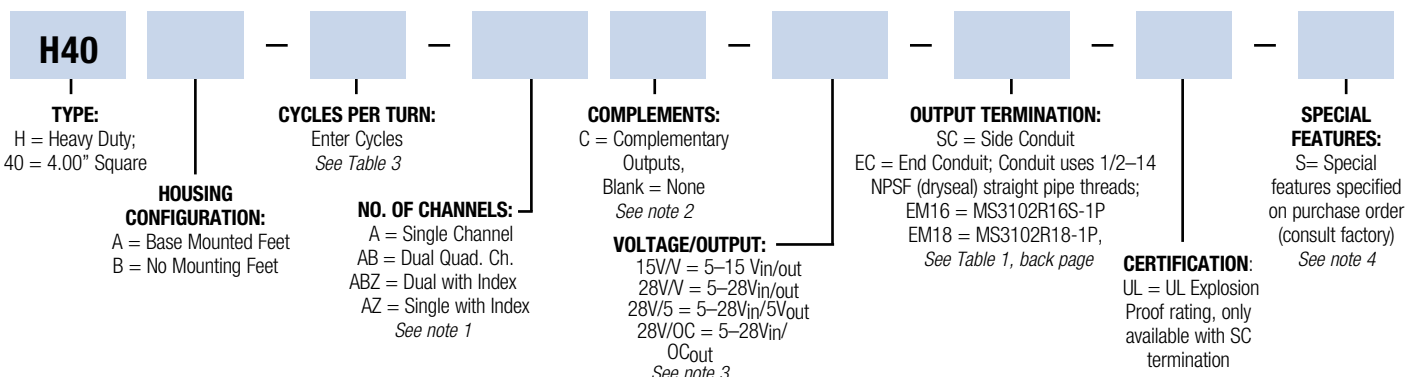 H40
– – – – – –
TYPE:
H = Heavy Duty;
40 = 4.00” Square
HOUSING
CONFIGURATION:
A = Base Mounted Feet
B = No Mounting Feet
CYCLES PER TURN:
Enter Cycles
See Table 3
NO. OF CHANNELS:
A = Single Channel
AB = Dual Quad. Ch.
ABZ = Dual with Index
AZ = Single with Index
See note 1
COMPLEMENTS:
C = Complementary
Outputs,
Blank = None
See note 2
VOLTAGE/OUTPUT:
15V/V = 5–15 Vin/out
28V/V = 5–28Vin/out
28V/5 = 5–28Vin/5Vout
28V/OC = 5–28Vin/
OCout
See note 3
OUTPUT TERMINATION:
SC = Side Conduit
EC = End Conduit; Conduit uses 1/2–14
NPSF (dryseal) straight pipe threads;
EM16 = MS3102R16S-1P
EM18 = MS3102R18-1P,
See Table 1, back page
CERTIFICATION:
UL = UL Explosion
Proof rating, only
available with SC
termination
SPECIAL
FEATURES:
S= Special
features specified
on purchase order
(consult factory)
See note 4